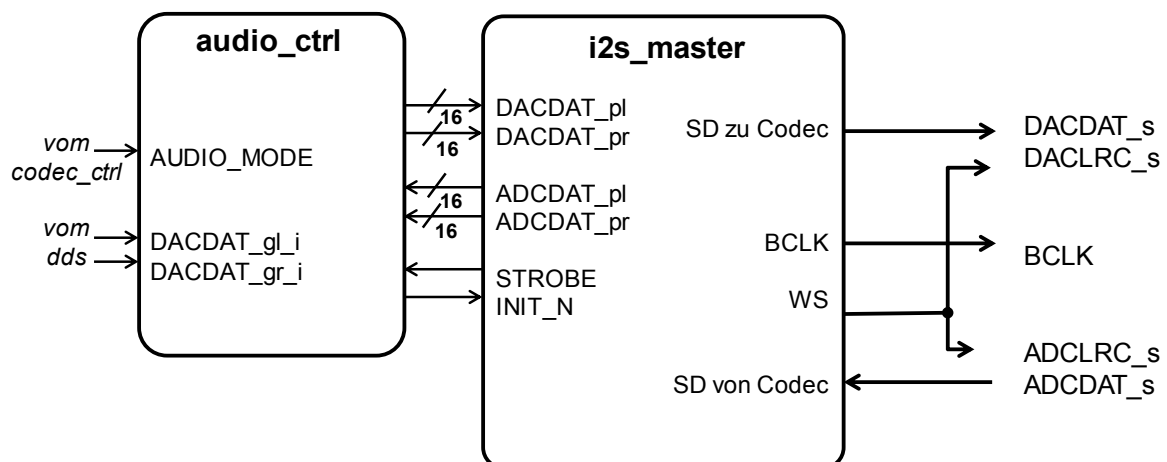 audio_ctrl
i2s_master
vom
codec_ctrl
AUDIO_MODE
vom
dds
DACDAT_gl_i
DACDAT_gr_i
16
16
16
16
DACDAT_pl
DACDAT_pr
ADCDAT_pl
ADCDAT_pr
STROBE
INIT_N
SD zu Codec
BCLK
WS
SD von Codec
DACDAT_s
DACLRC_s
BCLK
ADCLRC_s
ADCDAT_s